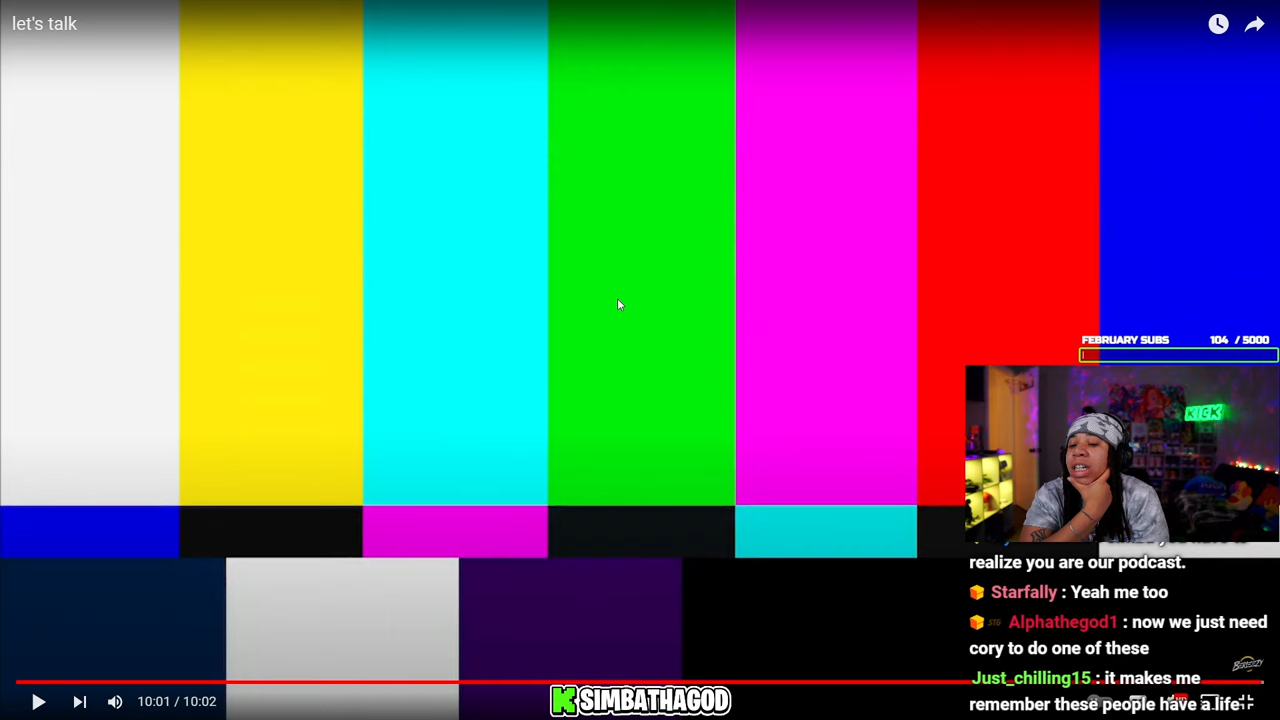 let's talk
FEBRUARY SUBS 104 / 5000
KICK
realize you are our podcast.
Starfally : Yeah me too
STG Alphathegod1 : now we just need
cory to do one of these
Just_chilling15 : it makes me
remember these people have a life
10:01 / 10:02
K SIMBATHAGOD